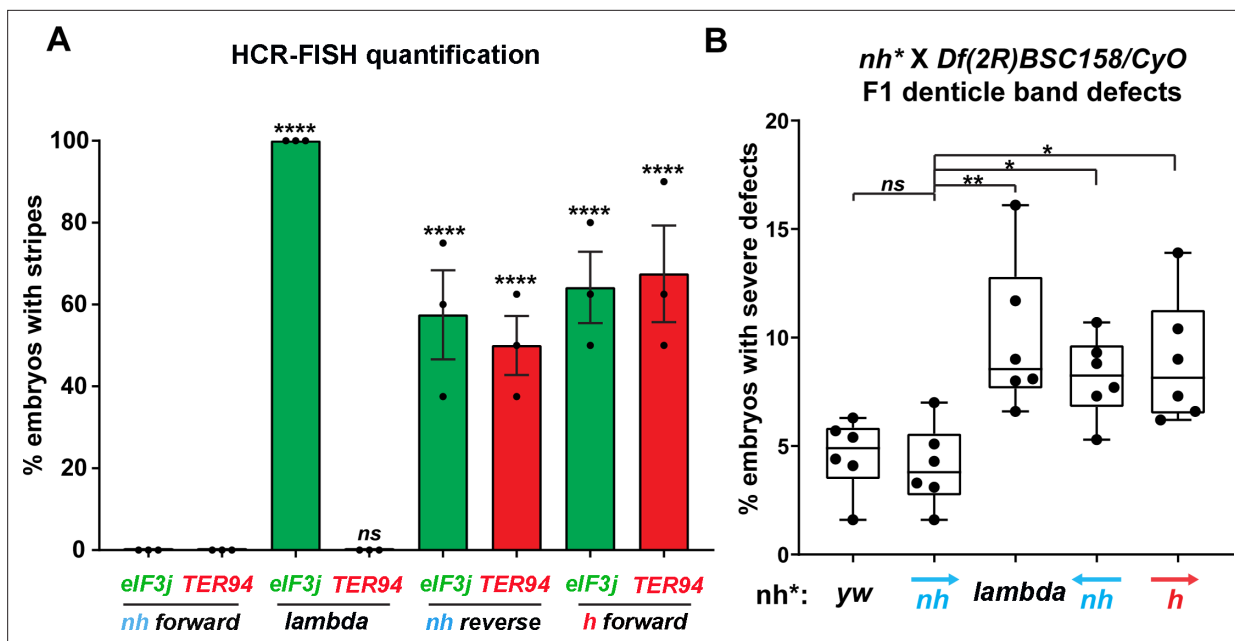 A
HCR-FISH quantification
% embryos with stripes
100
80
60
40
20
0
****
ns
****
****
****
****
eIF3j TER94 eIF3j TER94 eIF3j TER94 eIF3j TER94
nh forward lambda nh reverse h forward
B
nh* X Df(2R)BSC158/CyO
F1 denticle band defects
% embryos with severe defects
20
15
10
5
0
ns
**
*
*
nh*: yw nh lambda nh h